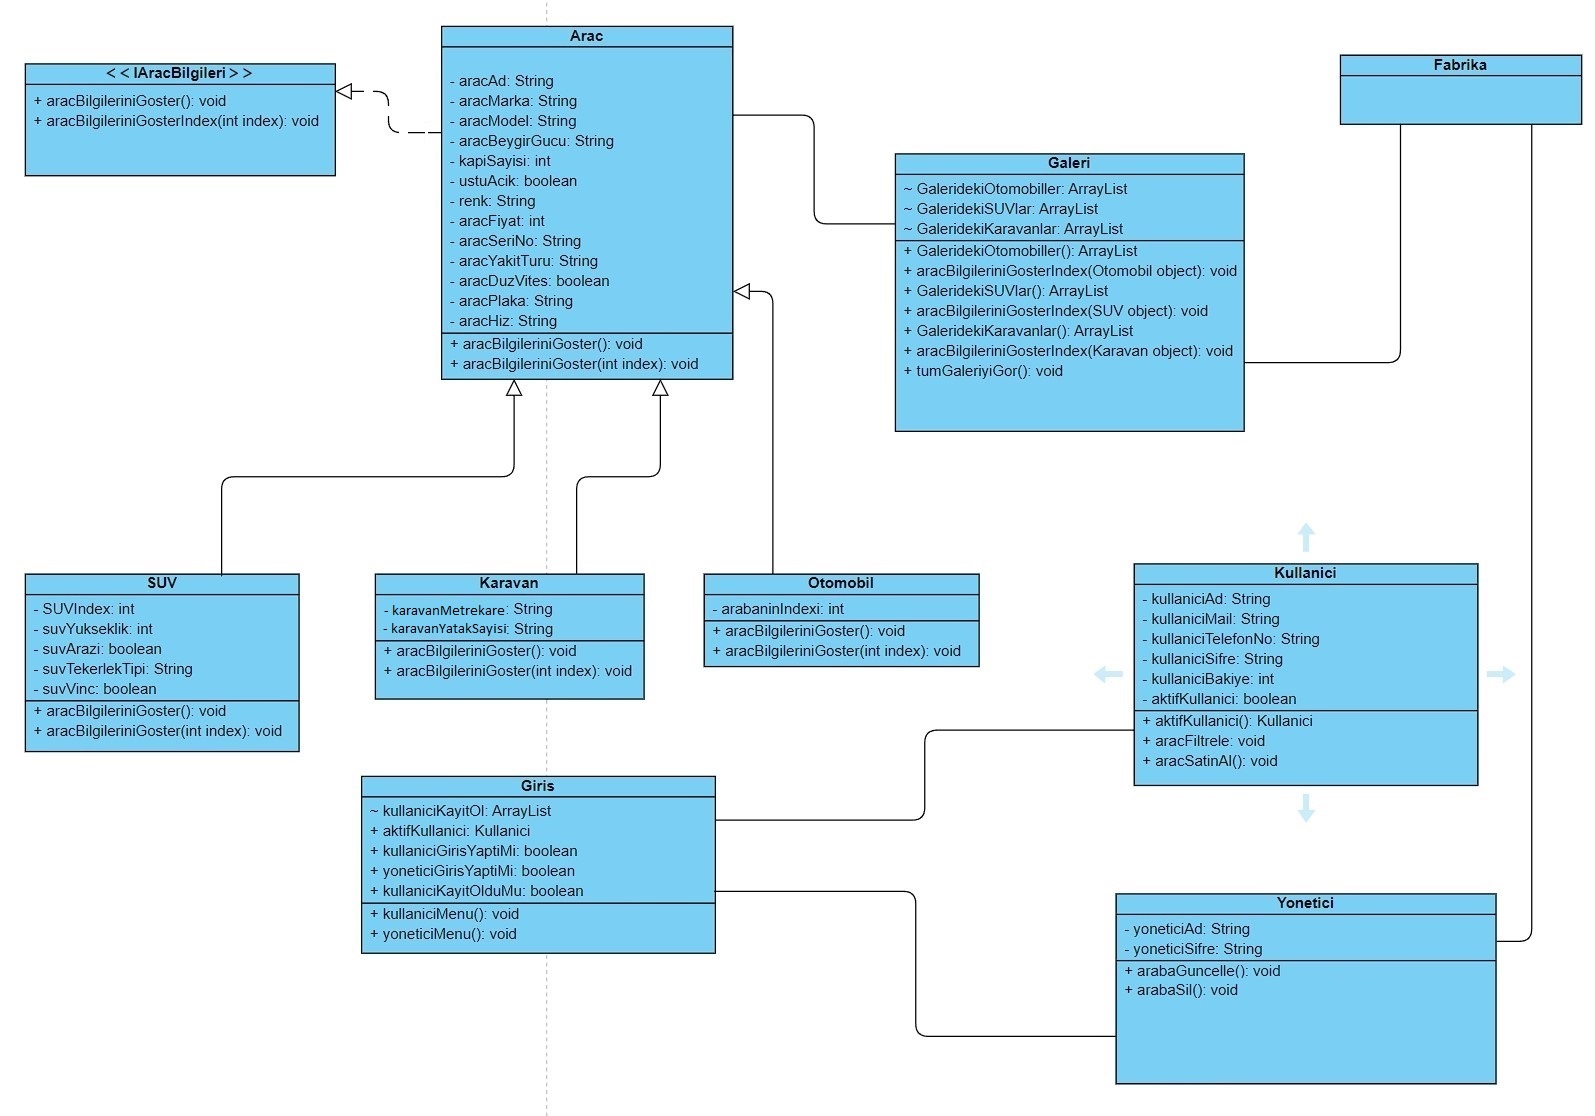 <<IAracBilgileri>>
+ aracBilgileriniGoster(): void
+ aracBilgileriniGosterIndex(int index): void
Arac
- aracAd: String
- aracMarka: String
- aracModel: String
- aracBeygirGucu: String
- kapiSayisi: int
- ustuAcik: boolean
- renk: String
- aracFiyat: int
- aracSeriNo: String
- aracYakitTuru: String
- aracDuzVites: boolean
- aracPlaka: String
- aracHiz: String
+ aracBilgileriniGoster(): void
+ aracBilgileriniGoster(int index): void
Galeri
~ GaleridekiOtomobiller: ArrayList
~ GaleridekiSUVlar: ArrayList
~ GaleridekiKaravanlar: ArrayList
+ GaleridekiOtomobiller(): ArrayList
+ aracBilgileriniGosterIndex(Otomobil object): void
+ GaleridekiSUVlar(): ArrayList
+ aracBilgileriniGosterIndex(SUV object): void
+ GaleridekiKaravanlar(): ArrayList
+ aracBilgileriniGosterIndex(Karavan object): void
+ tumGaleriyiGor(): void
Fabrika
SUV
- SUVIndex: int
- suvYukseklik: int
- suvArazi: boolean
- suvTekerlekTipi: String
- suvVinc: boolean
+ aracBilgileriniGoster(): void
+ aracBilgileriniGoster(int index): void
Karavan
- karavanMetrekare: String
- karavanYatakSayisi: String
+ aracBilgileriniGoster(): void
+ aracBilgileriniGoster(int index): void
Otomobil
- arabaninIndexi: int
+ aracBilgileriniGoster(): void
+ aracBilgileriniGoster(int index): void
Kullanici
- kullaniciAd: String
- kullaniciMail: String
- kullaniciTelefonNo: String
- kullaniciSifre: String
- kullaniciBakiye: int
- aktifKullanici: boolean
+ aktifKullanici(): Kullanici
+ aracFiltrele: void
+ aracSatinAl(): void
Giris
~ kullaniciKayitOl: ArrayList
+ aktifKullanici: Kullanici
+ kullaniciGirisYaptiMi: boolean
+ yoneticiGirisYaptiMi: boolean
+ kullaniciKayitOlduMu: boolean
+ kullaniciMenu(): void
+ yoneticiMenu(): void
Yonetici
- yoneticiAd: String
- yoneticiSifre: String
+ arabaGuncelle(): void
+ arabaSil(): void